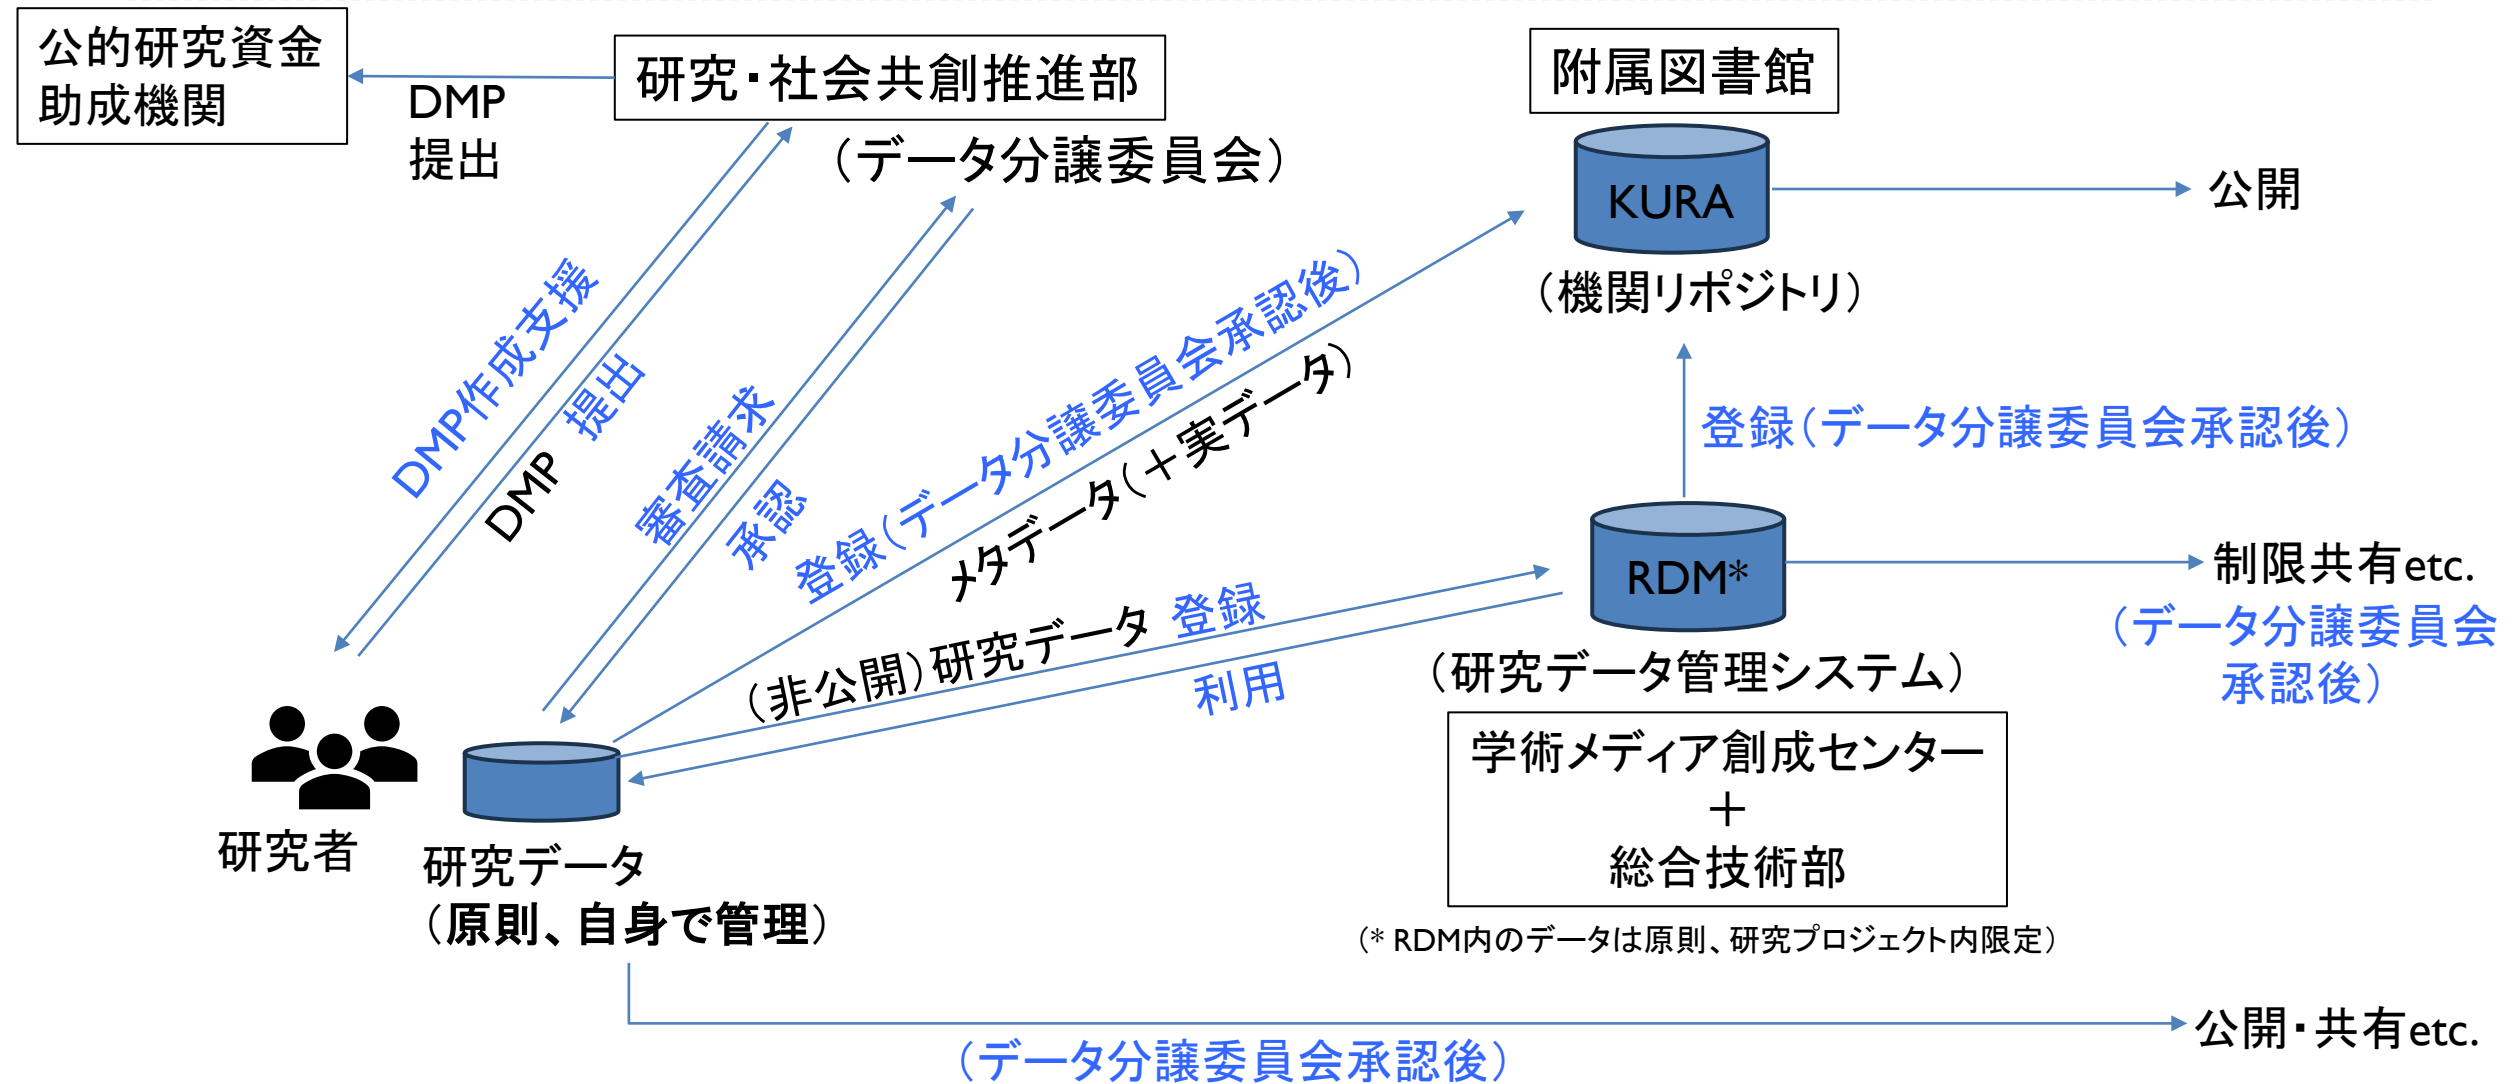 公的研究資金
助成機関
DMP
提出
研究・社会共創推進部
（データ分譲委員会）
附属図書館
KURA
（機関リポジトリ）
公開
DMP作成支援
DMP 提出
審査請求
承認
登録（データ分譲委員会承認後）
メタデータ（＋実データ）
登録（データ分譲委員会承認後）
（非公開）研究データ 登録
利用
RDM*
（研究データ管理システム）
制限共有etc.
（データ分譲委員会
承認後）
学術メディア創成センター
＋
総合技術部
（* RDM内のデータは原則、研究プロジェクト内限定）
研究者
研究データ
（原則、自身で管理）
公開・共有etc.
（データ分譲委員会承認後）